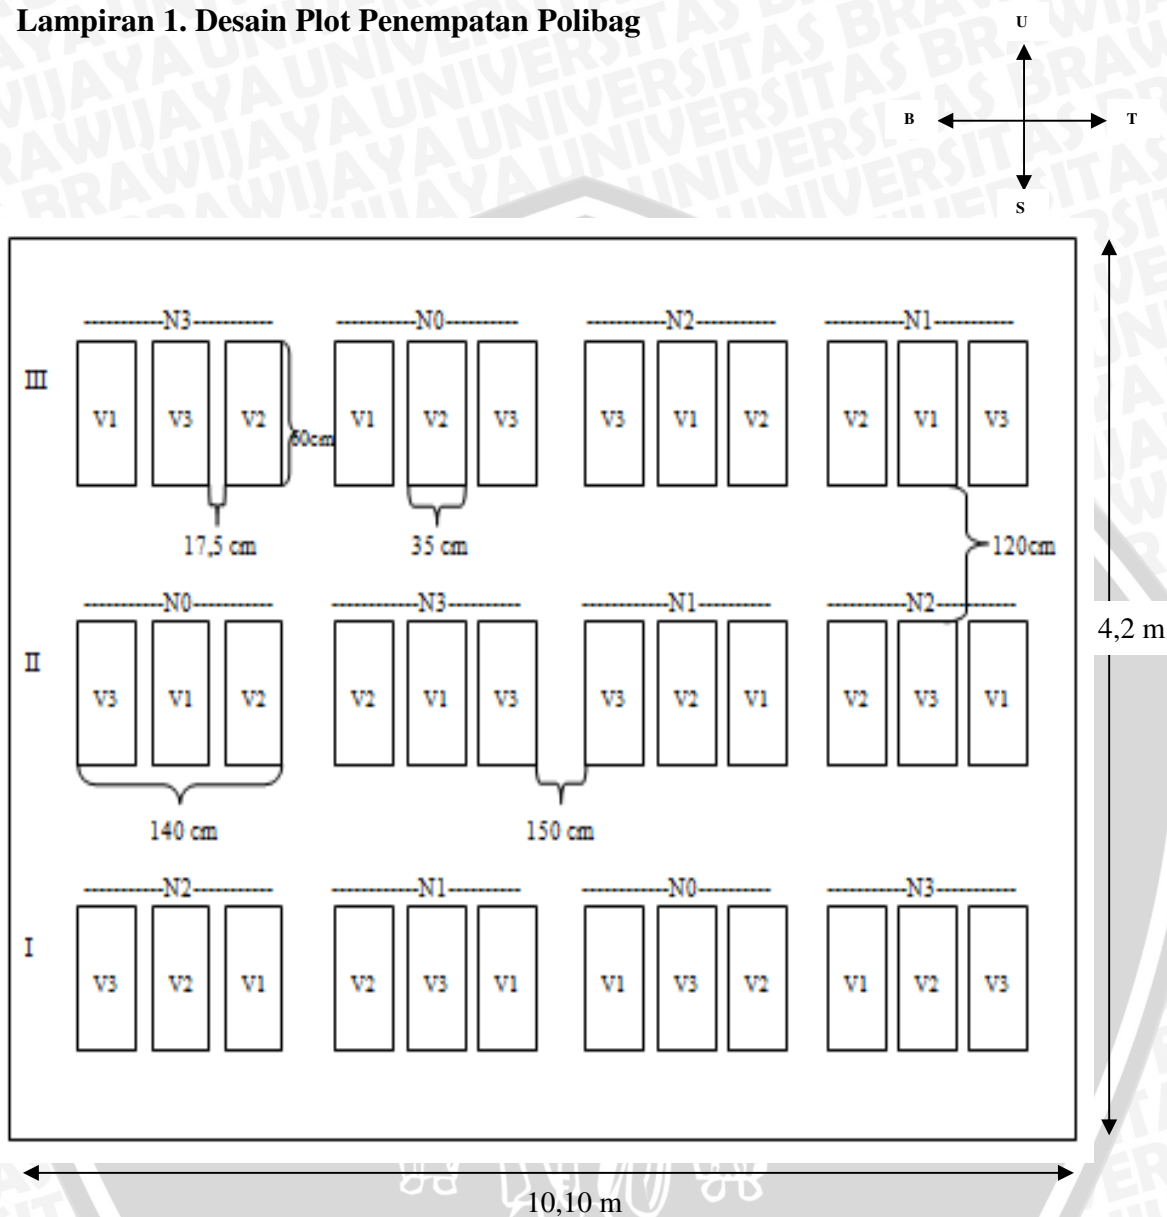 Lampiran 1. Desain Plot Penempatan Polibag
U
B T
S
N3 N0 N2 N1
III
V1 V3 V2 V1 V2 V3 V3 V1 V2 V2 V1 V3
60cm
17,5 cm 35 cm 120cm
N0 N3 N1 N2
4,2 m
II
V3 V1 V2 V2 V1 V3 V3 V2 V1 V2 V3 V1
140 cm 150 cm
N2 N1 N0 N3
I
V3 V2 V1 V2 V3 V1 V1 V3 V2 V1 V2 V3
10,10 m